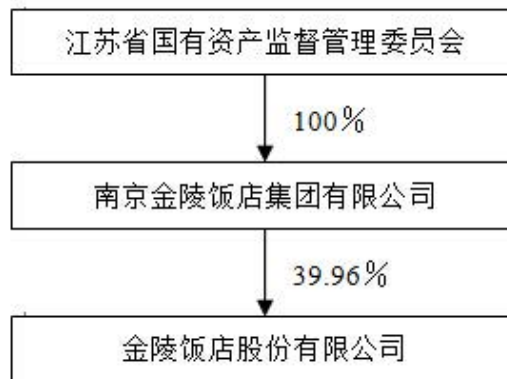 江苏省国有资产监督管理委员会
100％
南京金陵饭店集团有限公司
39.96％
金陵饭店股份有限公司